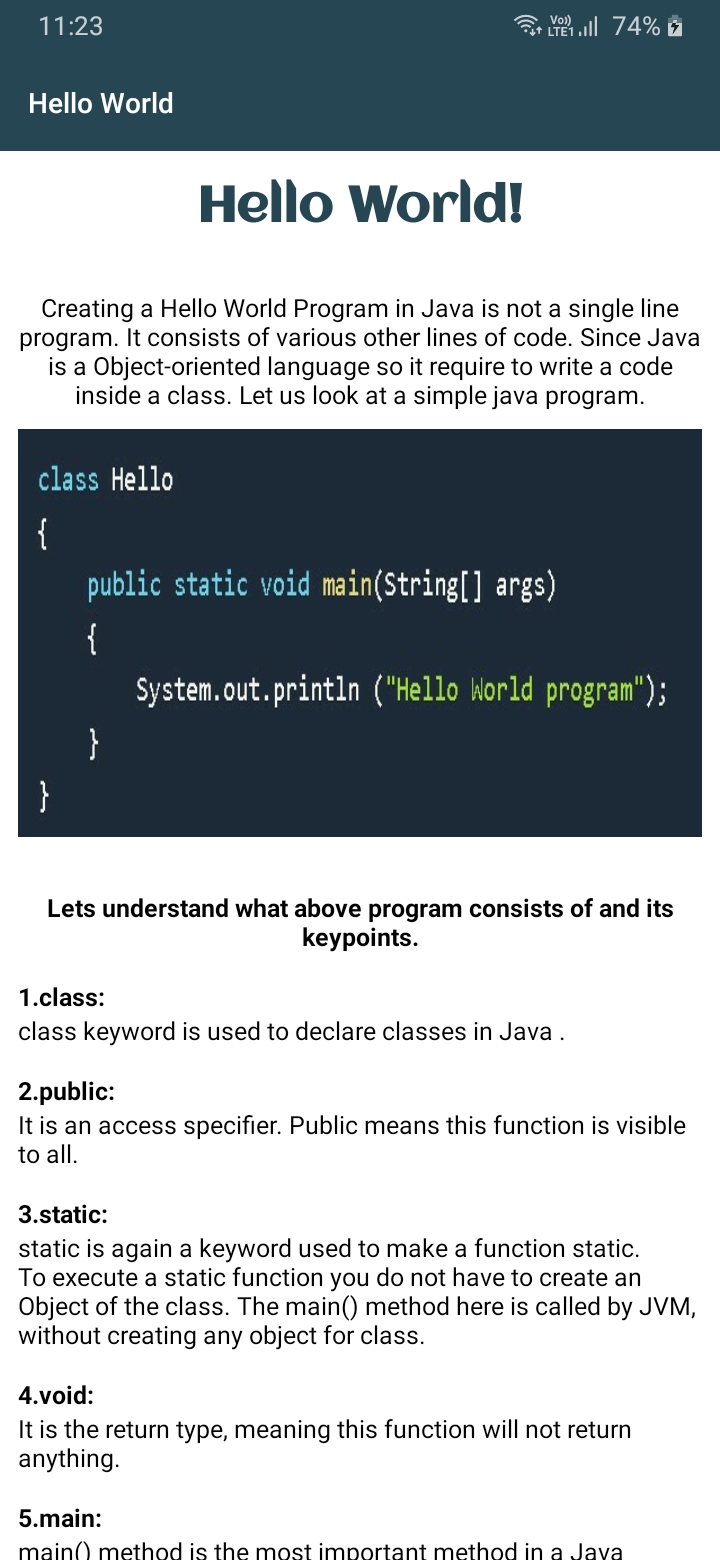 11:23
Vo)) LTE1 74%
Hello World
Hello World!
Creating a Hello World Program in Java is not a single line
program. It consists of various other lines of code. Since Java
is a Object-oriented language so it require to write a code
inside a class. Let us look at a simple java program.
class Hello
{
public static void main(String[] args)
{
System.out.println ("Hello World program");
}
}
Lets understand what above program consists of and its
keypoints.
1.class:
class keyword is used to declare classes in Java .
2.public:
It is an access specifier. Public means this function is visible
to all.
3.static:
static is again a keyword used to make a function static.
To execute a static function you do not have to create an
Object of the class. The main() method here is called by JVM,
without creating any object for class.
4.void:
It is the return type, meaning this function will not return
anything.
5.main:
main() method is the most important method in a Java